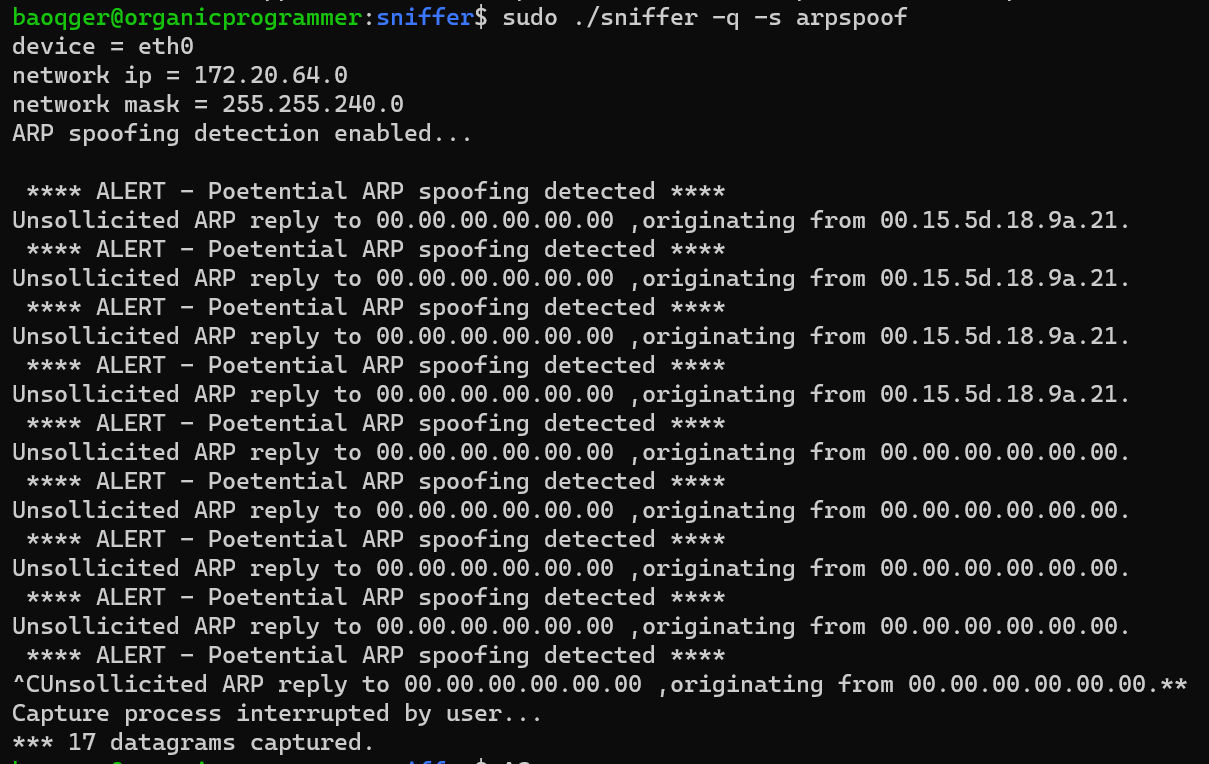 baoqger@organicprogrammer:sniffer$ sudo ./sniffer -q -s arpspoof
device = eth0
network ip = 172.20.64.0
network mask = 255.255.240.0
ARP spoofing detection enabled...
**** ALERT - Poetential ARP spoofing detected ****
Unsollicited ARP reply to 00.00.00.00.00.00 ,originating from 00.15.5d.18.9a.21.
**** ALERT - Poetential ARP spoofing detected ****
Unsollicited ARP reply to 00.00.00.00.00.00 ,originating from 00.15.5d.18.9a.21.
**** ALERT - Poetential ARP spoofing detected ****
Unsollicited ARP reply to 00.00.00.00.00.00 ,originating from 00.15.5d.18.9a.21.
**** ALERT - Poetential ARP spoofing detected ****
Unsollicited ARP reply to 00.00.00.00.00.00 ,originating from 00.15.5d.18.9a.21.
**** ALERT - Poetential ARP spoofing detected ****
Unsollicited ARP reply to 00.00.00.00.00.00 ,originating from 00.00.00.00.00.00.
**** ALERT - Poetential ARP spoofing detected ****
Unsollicited ARP reply to 00.00.00.00.00.00 ,originating from 00.00.00.00.00.00.
**** ALERT - Poetential ARP spoofing detected ****
Unsollicited ARP reply to 00.00.00.00.00.00 ,originating from 00.00.00.00.00.00.
**** ALERT - Poetential ARP spoofing detected ****
Unsollicited ARP reply to 00.00.00.00.00.00 ,originating from 00.00.00.00.00.00.
**** ALERT - Poetential ARP spoofing detected ****
^CUnsollicited ARP reply to 00.00.00.00.00.00 ,originating from 00.00.00.00.00.00.**
Capture process interrupted by user...
*** 17 datagrams captured.